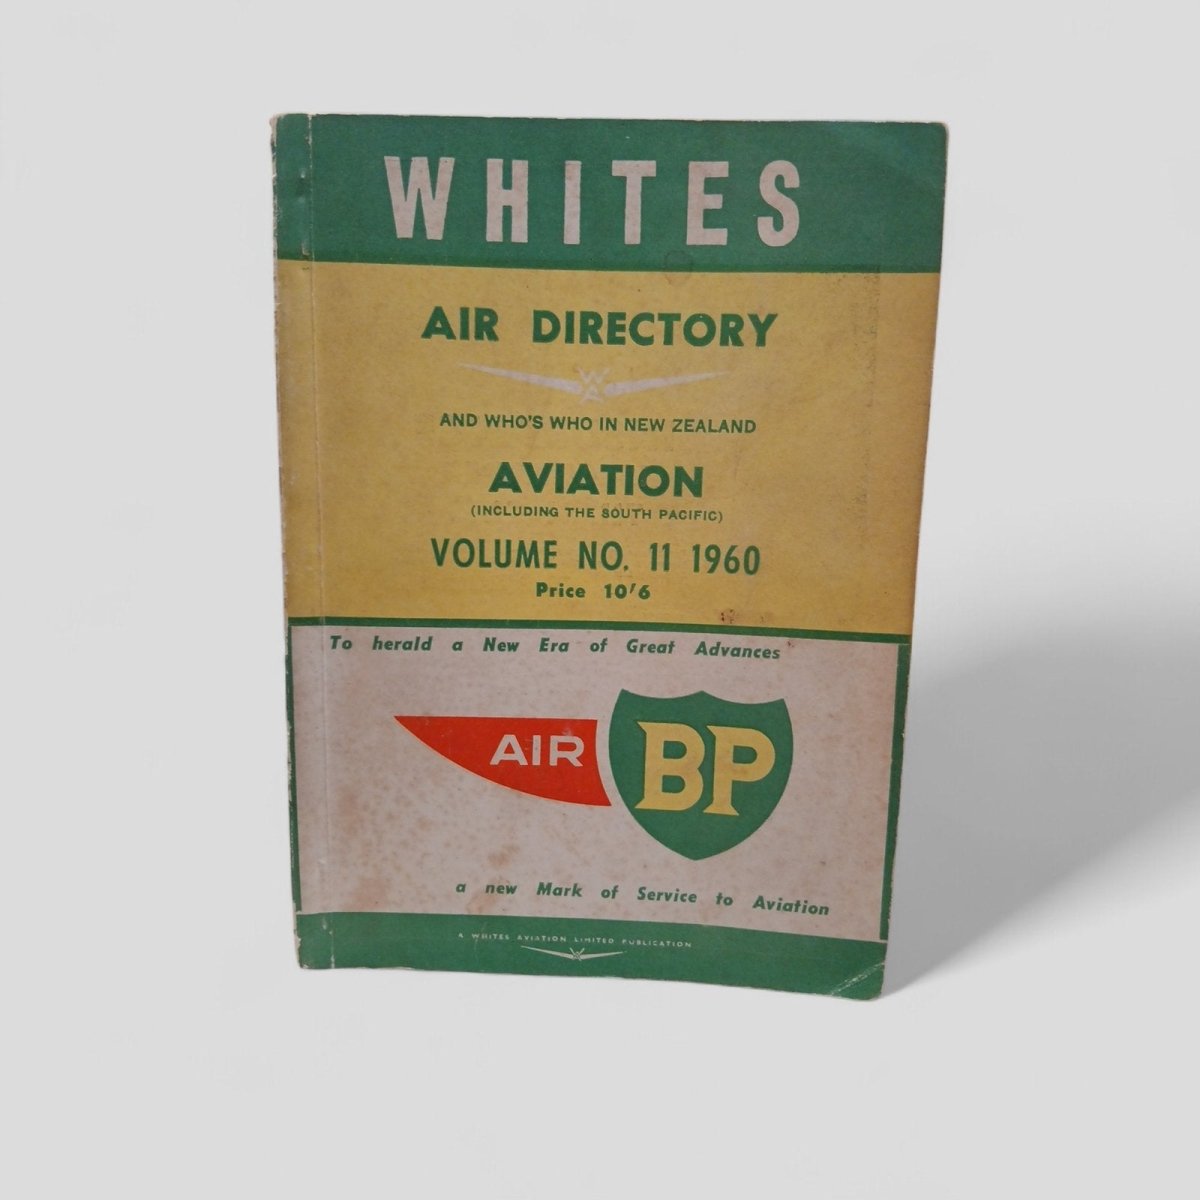 WHITES
AIR DIRECTORY
WA
AND WHO'S WHO IN NEW ZEALAND
AVIATION
(INCLUDING THE SOUTH PACIFIC)
VOLUME NO. 11 1960
Price 10'6
To herald a New Era of Great Advances
AIR BP
a new Mark of Service to Aviation
A WHITES AVIATION LIMITED PUBLICATION